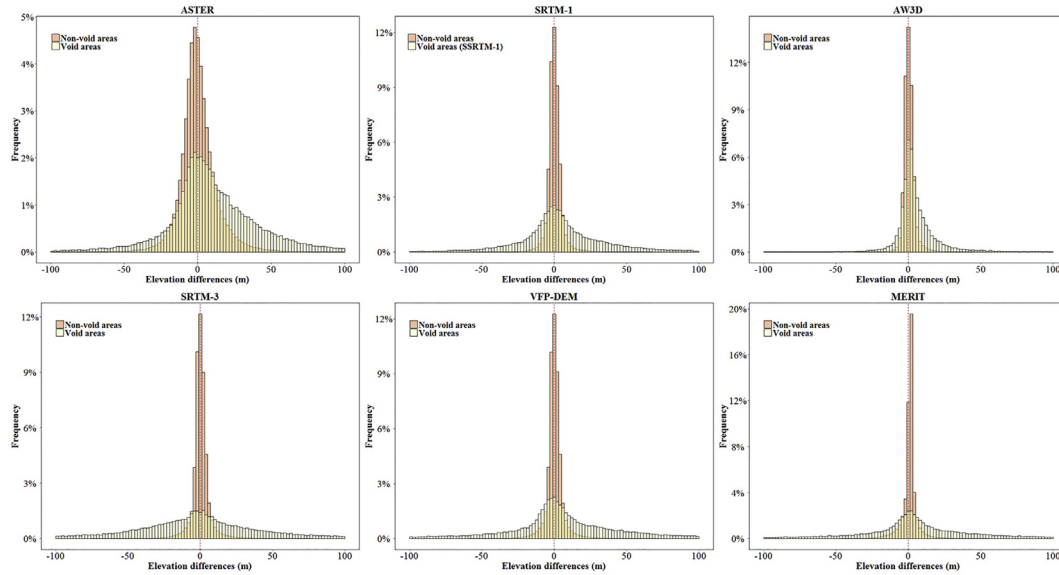 ASTER
5%
4%
3%
2%
1%
0%
Frequency
Non-void areas
Void areas
-100 -50 0 50 100
Elevation differences (m)
SRTM-1
12%
9%
6%
3%
0%
Frequency
Non-void areas
Void areas (SSRTM-1)
-100 -50 0 50 100
Elevation differences (m)
AW3D
12%
9%
6%
3%
0%
Frequency
Non-void areas
Void areas
-100 -50 0 50 100
Elevation differences (m)
SRTM-3
12%
9%
6%
3%
0%
Frequency
Non-void areas
Void areas
-100 -50 0 50 100
Elevation differences (m)
VFP-DEM
12%
9%
6%
3%
0%
Frequency
Non-void areas
Void areas
-100 -50 0 50 100
Elevation differences (m)
MERIT
20%
16%
12%
8%
4%
0%
Frequency
Non-void areas
Void areas
-100 -50 0 50 100
Elevation differences (m)